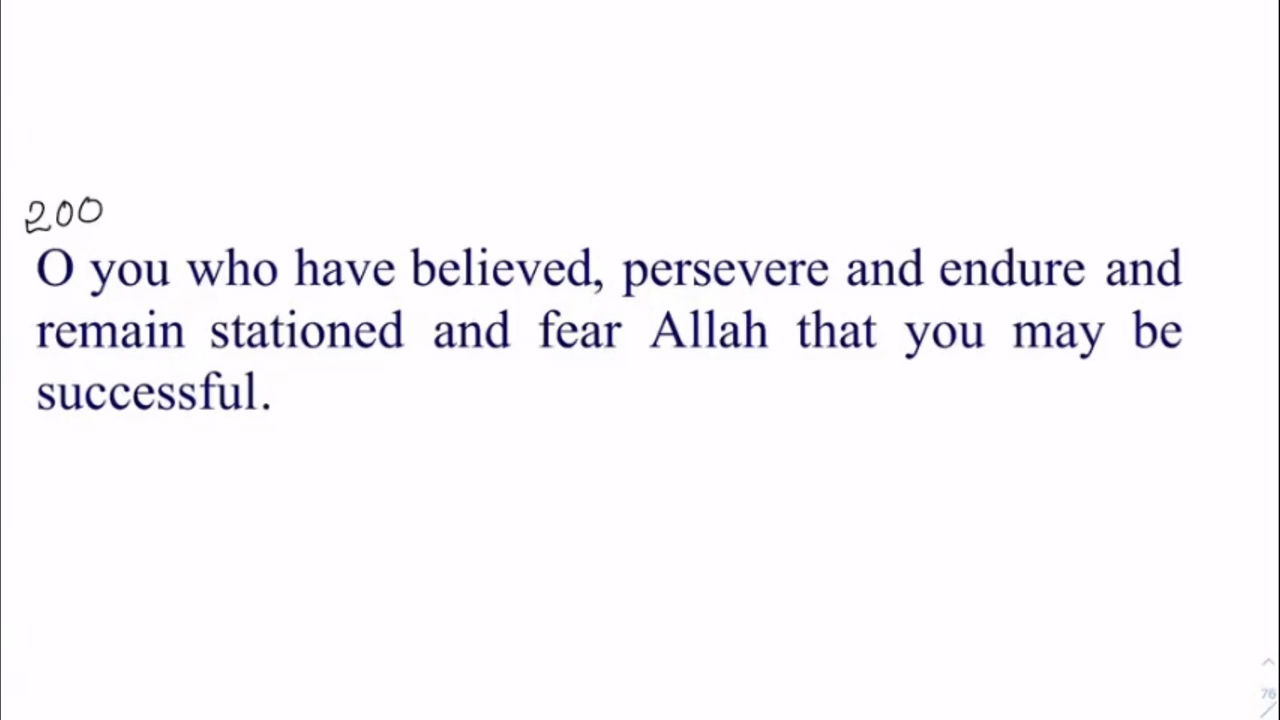 200
O you who have believed, persevere and endure and
remain stationed and fear Allah that you may be
successful.
76